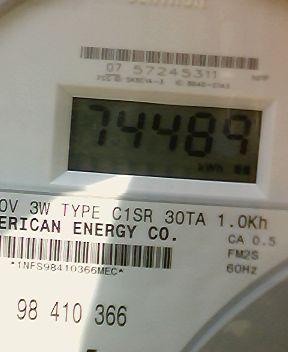 07 57245311
74489
kWh
0V 3W TYPE C1SR 30TA 1.0Kh
ERICAN ENERGY CO.
CA 0.5
FM2S
60Hz
*1NFS98410366MEC*
98 410 366